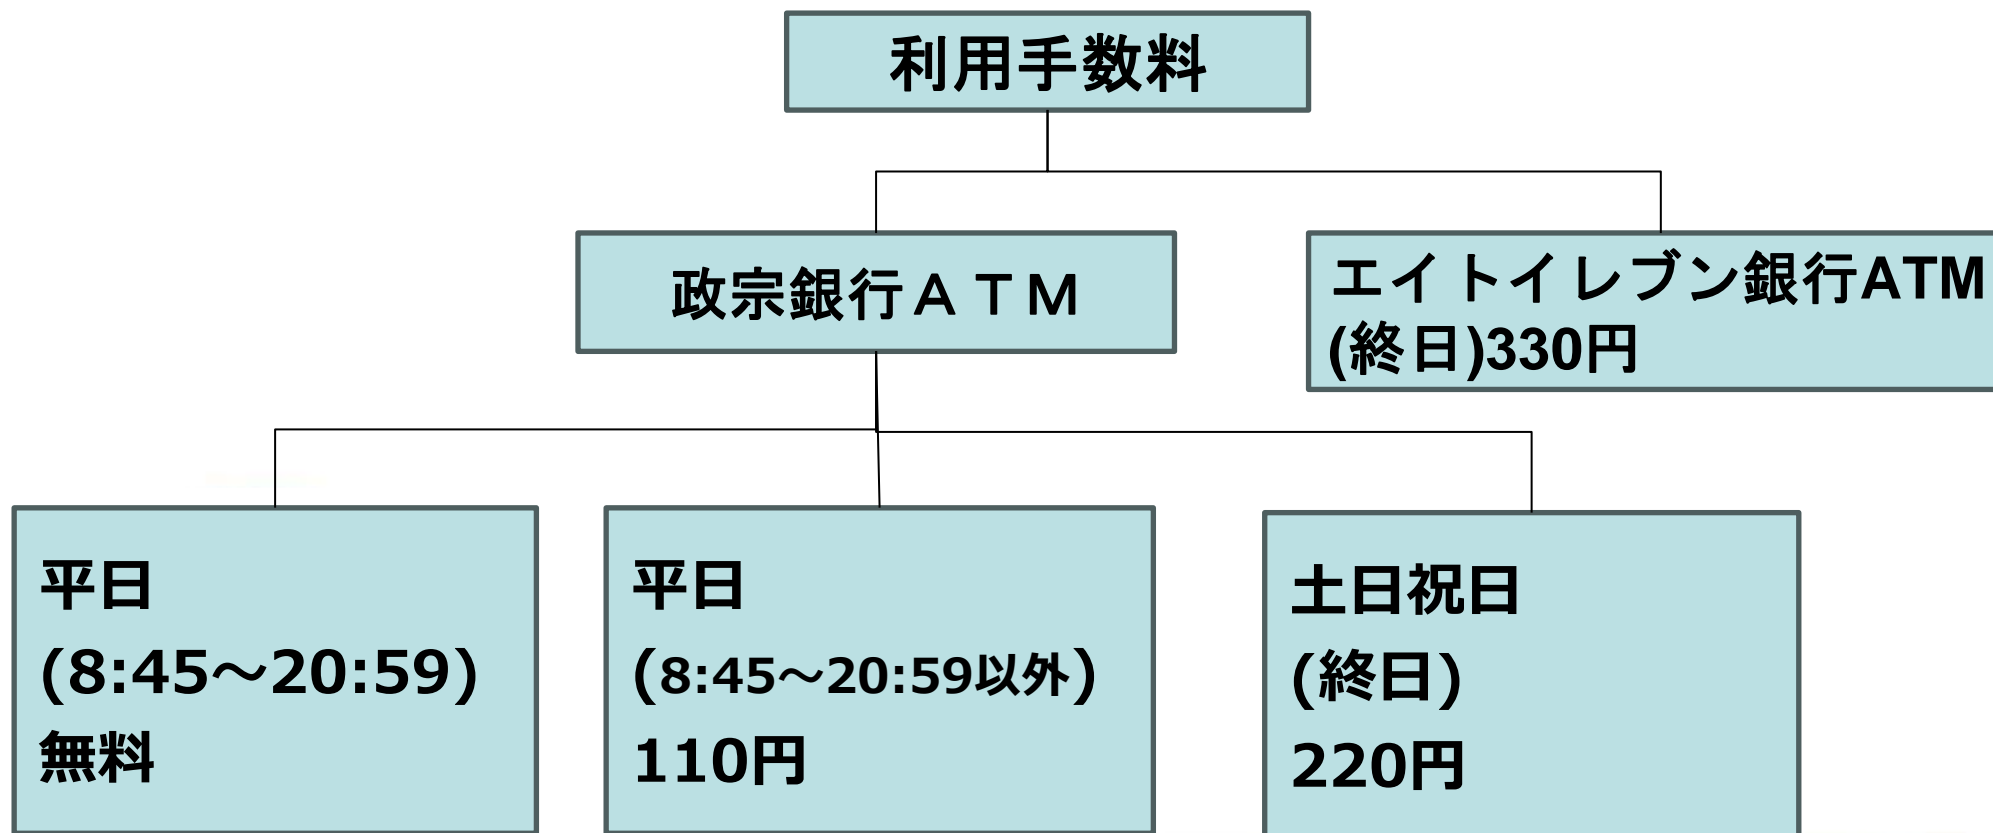 利用手数料
政宗銀行ＡＴＭ
エイトイレブン銀行ATM
(終日)330円
平日
(8:45～20:59)
無料
平日
(8:45～20:59以外)
110円
土日祝日
(終日)
220円